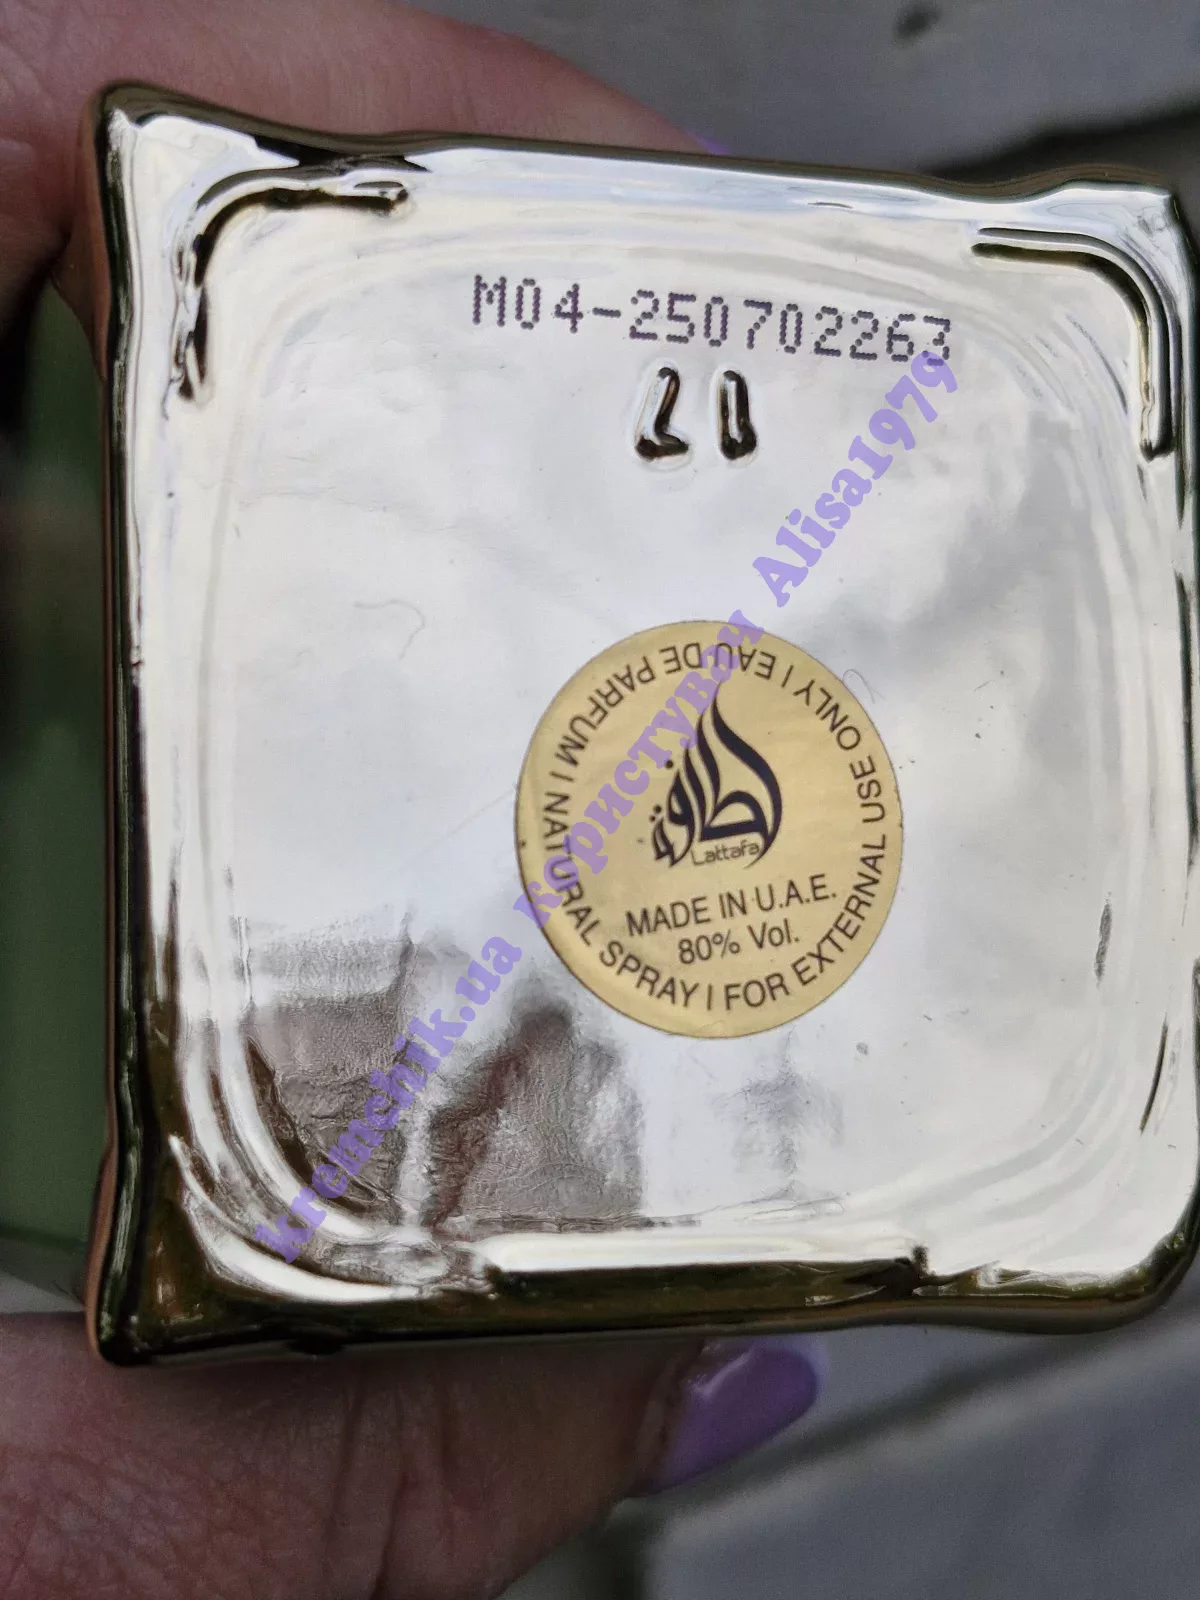 M04-250702263
L1
EAU DE PARFUM | NATURAL SPRAY | FOR EXTERNAL USE ONLY |
لطافة
Lattafa
MADE IN U.A.E.
80% Vol.
kremchik.ua Користувач Alisa1979